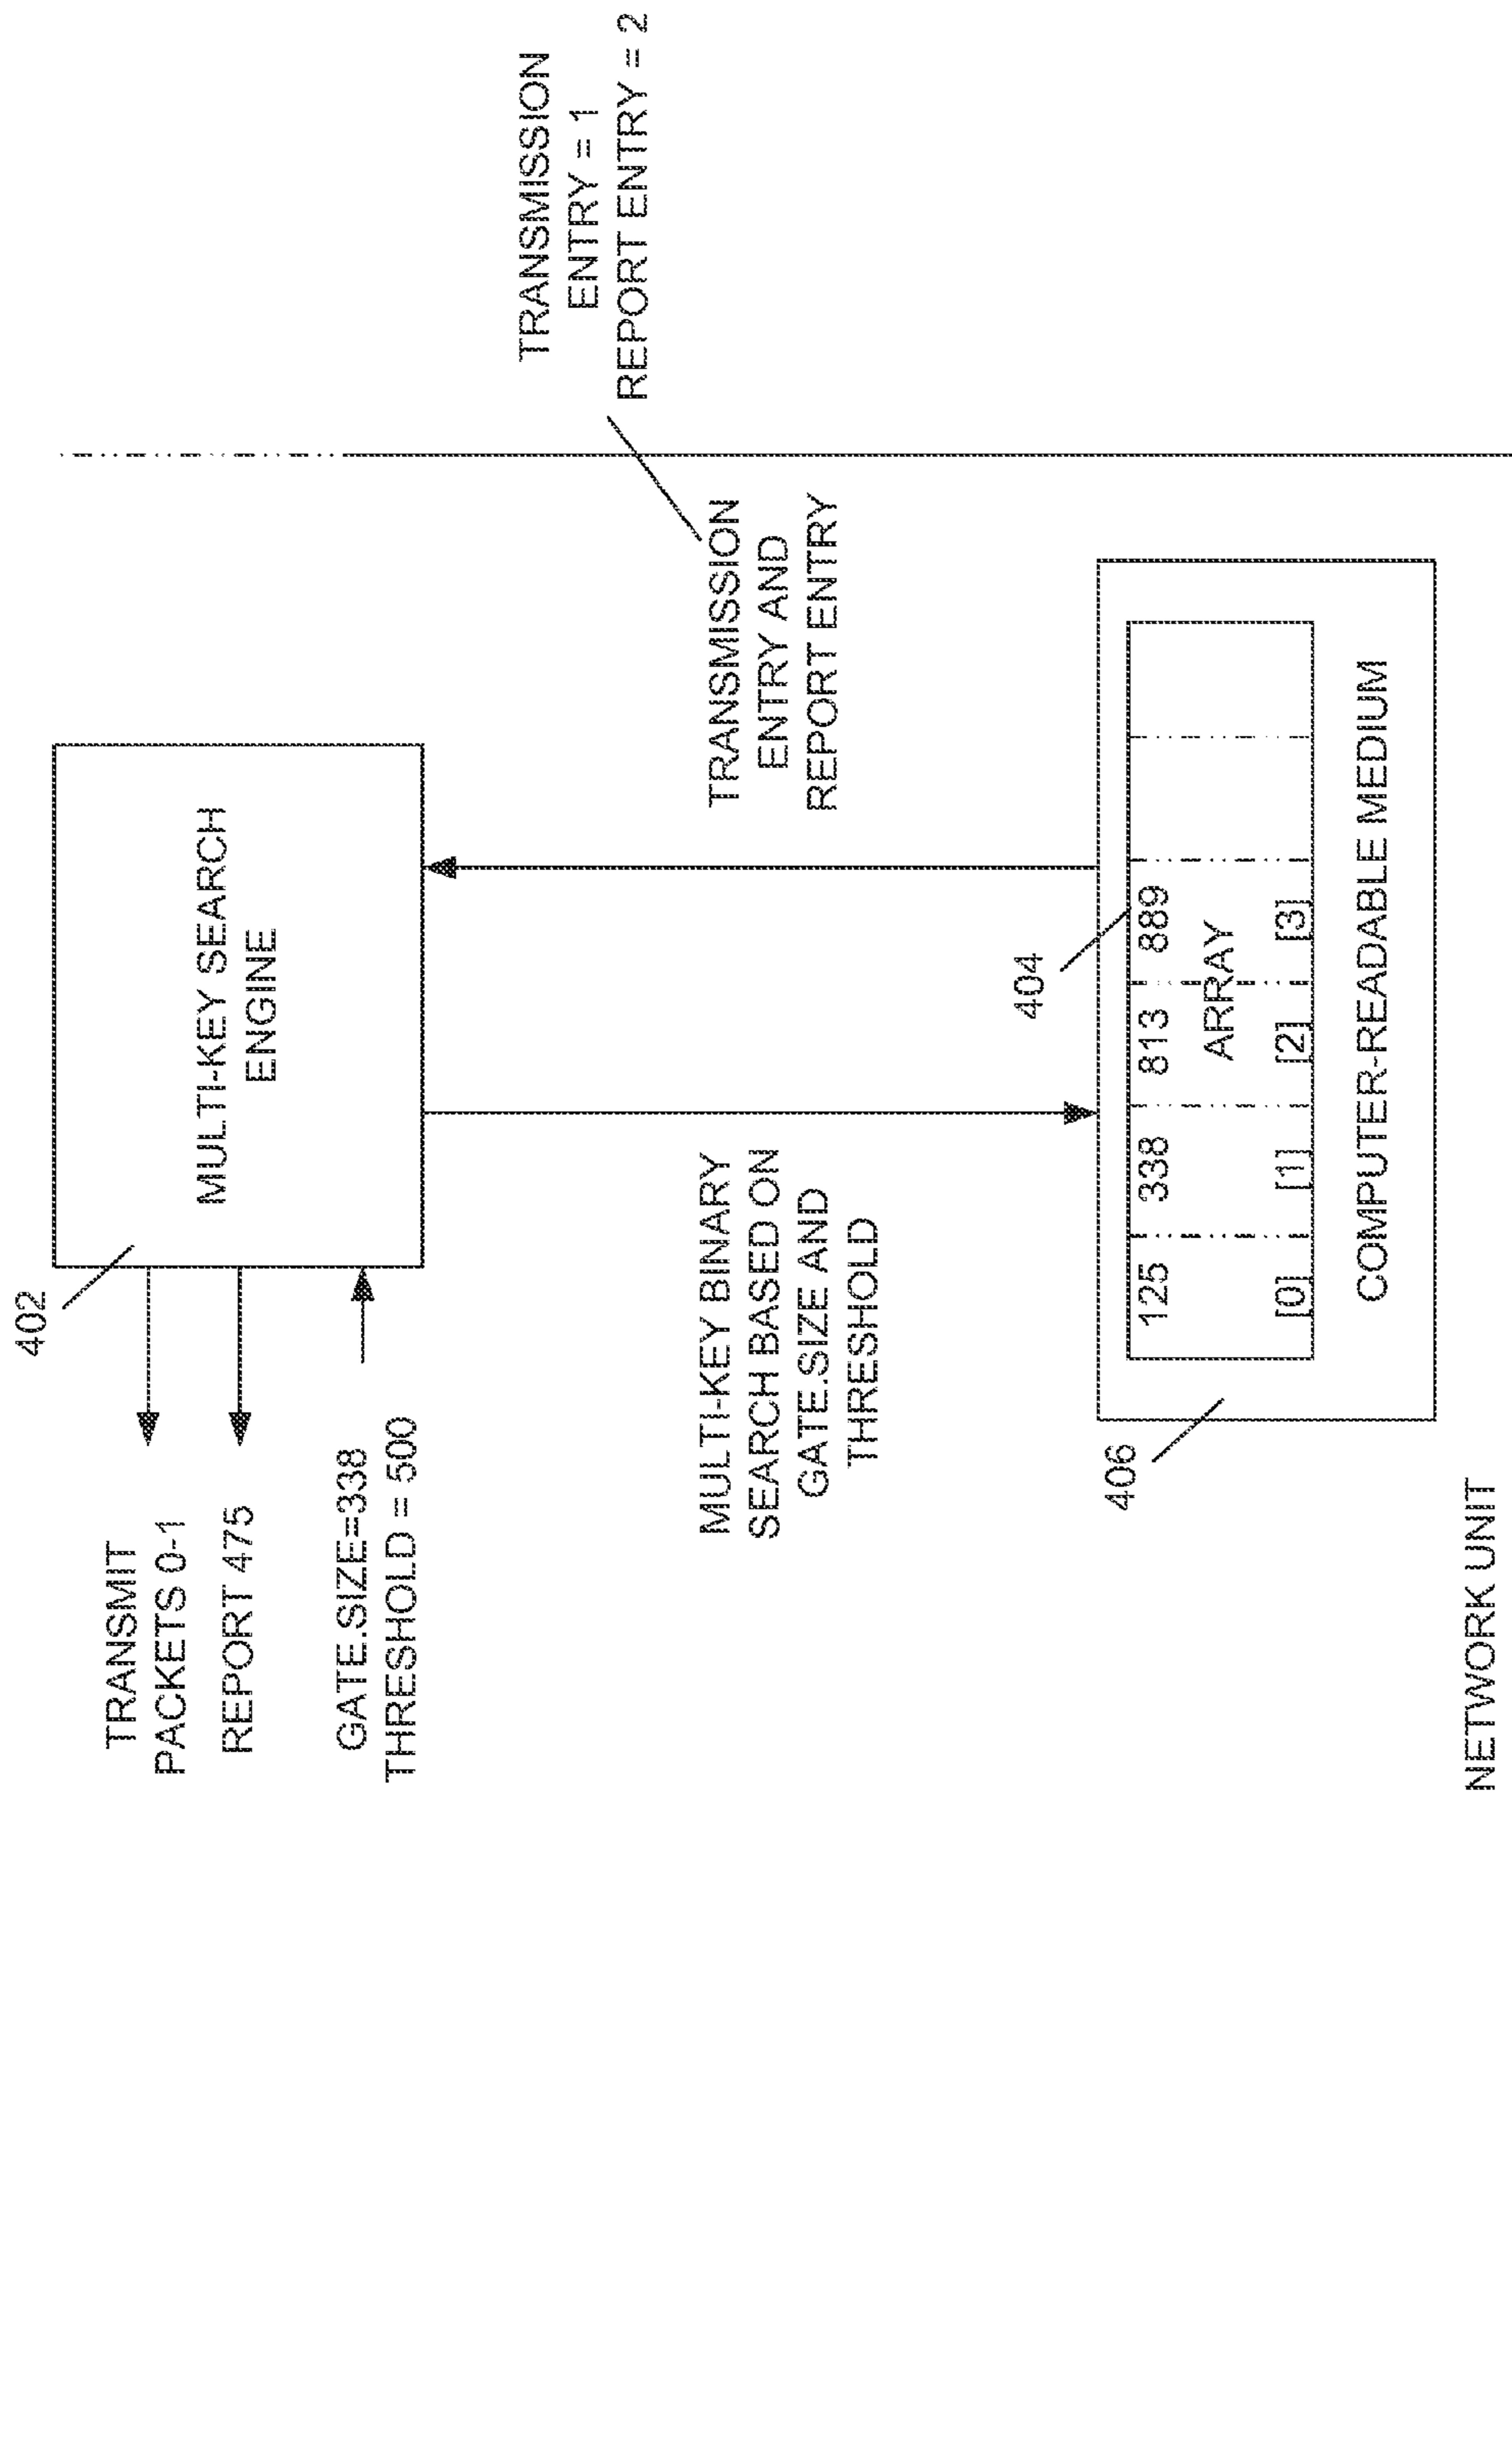 402
TRANSMIT
PACKETS 0-1
REPORT 475
GATE.SIZE=338
THRESHOLD = 500
MULTI-KEY SEARCH
ENGINE
TRANSMISSION
ENTRY = 1
REPORT ENTRY = 2
MULTI-KEY BINARY
SEARCH BASED ON
GATE.SIZE AND
THRESHOLD
TRANSMISSION
ENTRY AND
REPORT ENTRY
404
406
125 338 813 889
ARRAY
[0] [1] [2] [3]
COMPUTER-READABLE MEDIUM
NETWORK UNIT